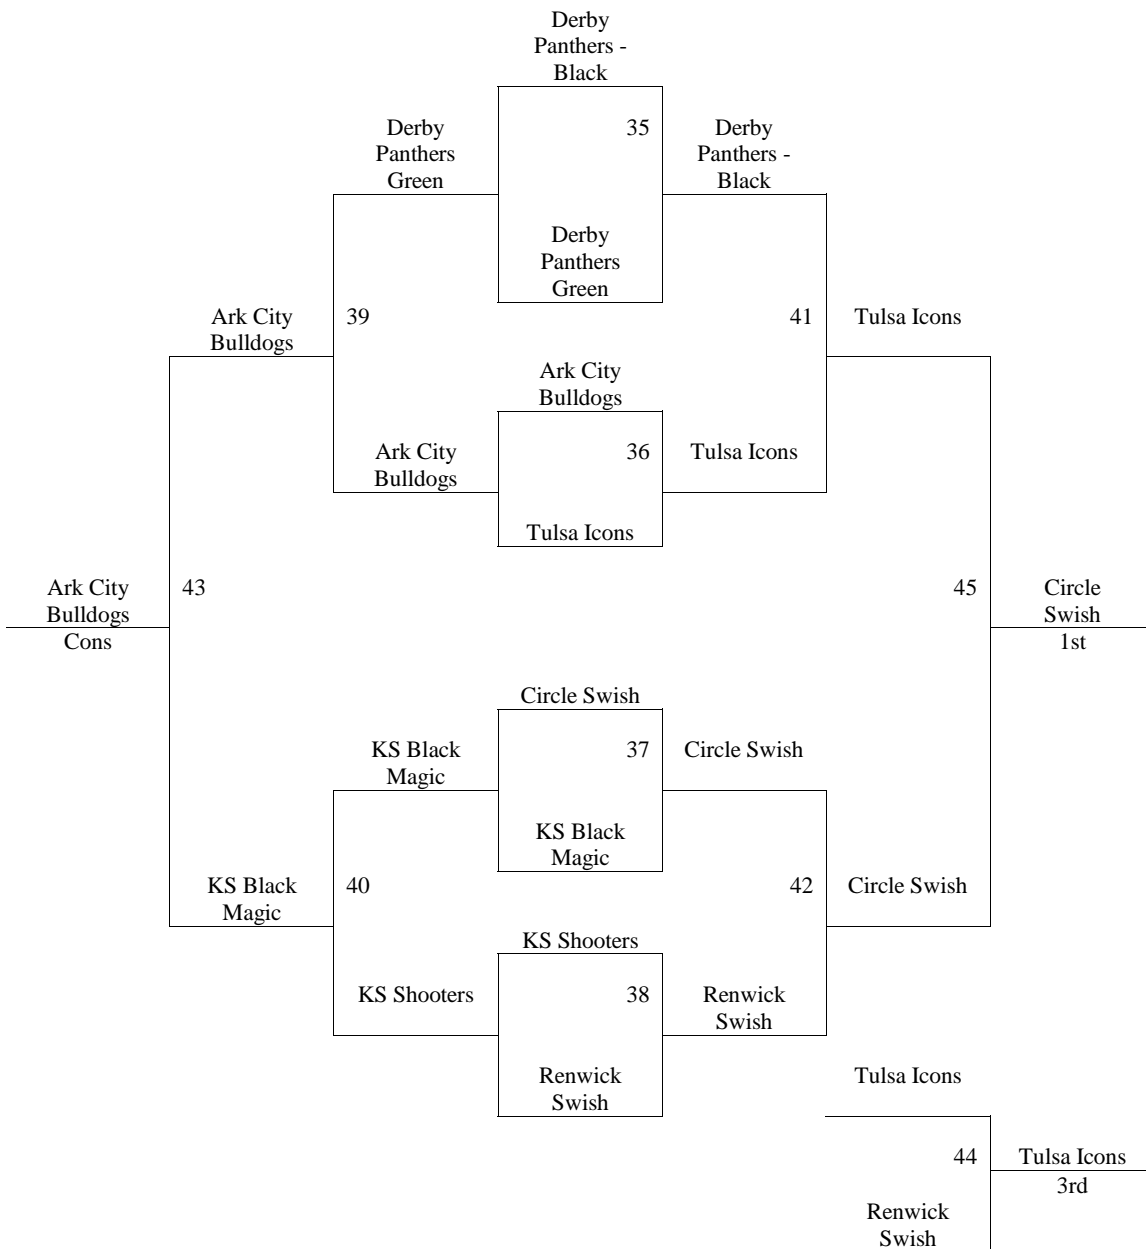 Derby
Panthers -
Black
35
Derby
Panthers
Green
Derby
Panthers -
Black
Derby
Panthers
Green
Ark City
Bulldogs
39
41
Tulsa Icons
Ark City
Bulldogs
Ark City
Bulldogs
36
Tulsa Icons
Tulsa Icons
Ark City
Bulldogs
Cons
43
45
Circle
Swish
1st
Circle Swish
KS Black
Magic
37
Circle Swish
KS Black
Magic
KS Black
Magic
40
42
Circle Swish
KS Shooters
KS Shooters
38
Renwick
Swish
Renwick
Swish
Tulsa Icons
44
Tulsa Icons
3rd
Renwick
Swish